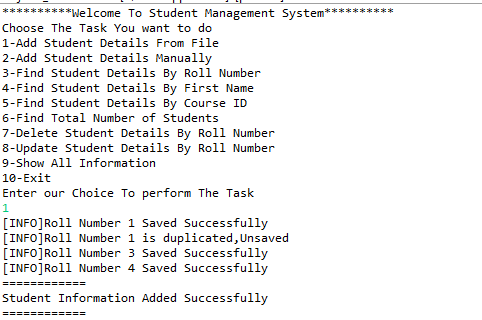 **********Welcome To Student Management System**********
Choose The Task You want to do
1-Add Student Details From File
2-Add Student Details Manually
3-Find Student Details By Roll Number
4-Find Student Details By First Name
5-Find Student Details By Course ID
6-Find Total Number of Students
7-Delete Student Details By Roll Number
8-Update Student Details By Roll Number
9-Show All Information
10-Exit
Enter our Choice To perform The Task
1
[INFO]Roll Number 1 Saved Successfully
[INFO]Roll Number 1 is duplicated,Unsaved
[INFO]Roll Number 3 Saved Successfully
[INFO]Roll Number 4 Saved Successfully
============
Student Information Added Successfully
============